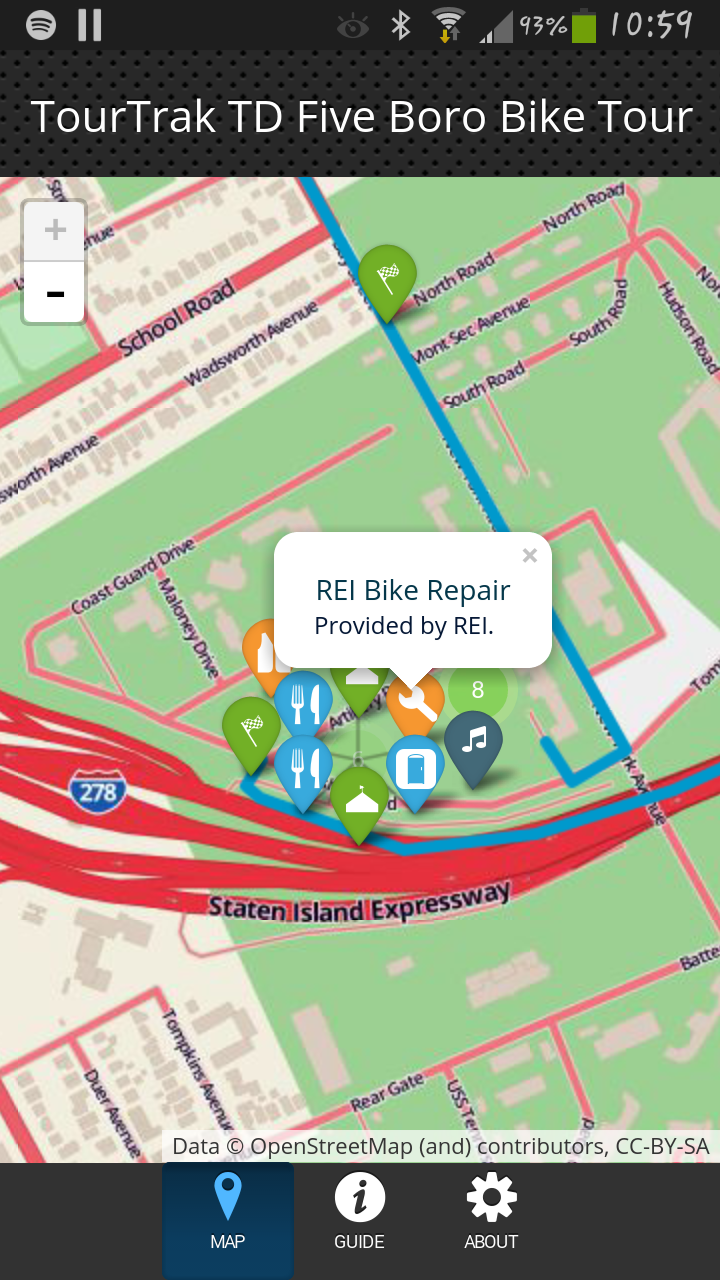 93% 10:59
TourTrak TD Five Boro Bike Tour
North Road
School Road
North Road
Wadsworth Avenue
Mont Sec Avenue
South Road
Hudson Road
South Road
sworth Avenue
Coast Guard Drive
Maloney Drive
×
REI Bike Repair
Provided by REI.
8
278
Staten Island Expressway
Tompkins Avenue
Duer Avenue
Rear Gate
Data © OpenStreetMap (and) contributors, CC-BY-SA
MAP GUIDE ABOUT